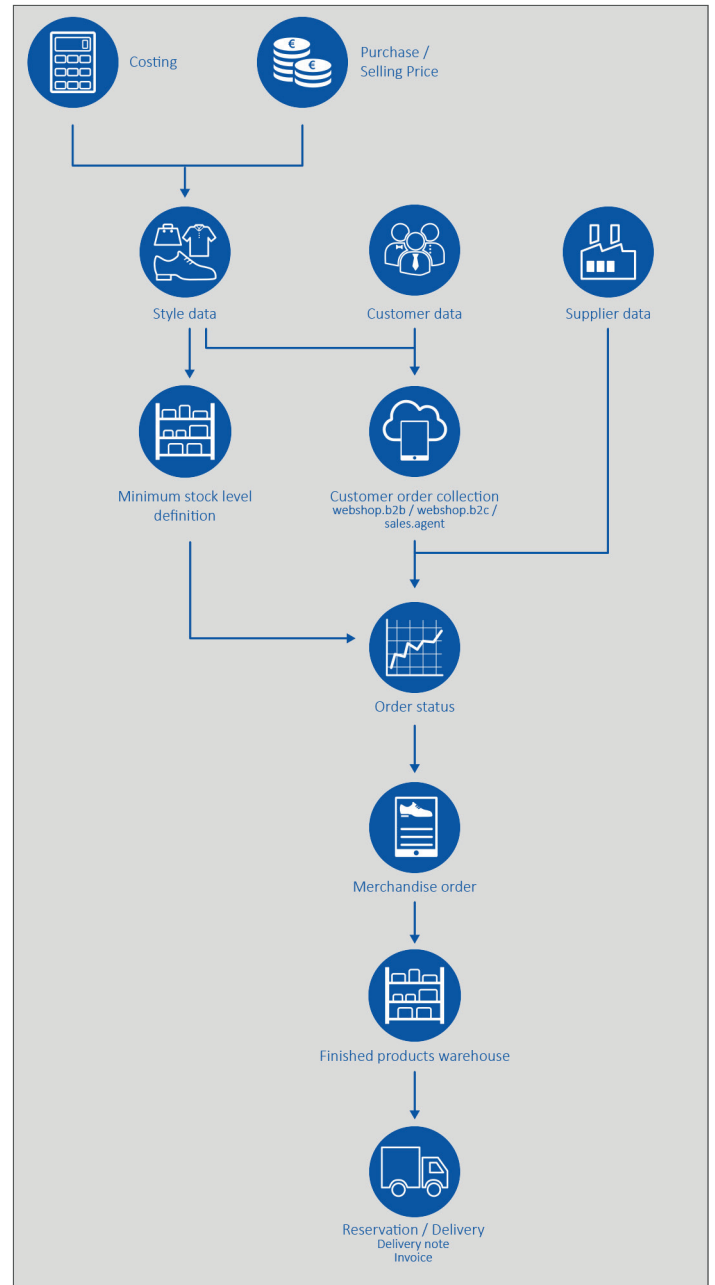 Costing
Purchase /
Selling Price
€
€
Style data
Customer data
Supplier data
Minimum stock level
definition
Customer order collection
webshop.b2b / webshop.b2c /
sales.agent
Order status
Merchandise order
Finished products warehouse
Reservation / Delivery
Delivery note
Invoice